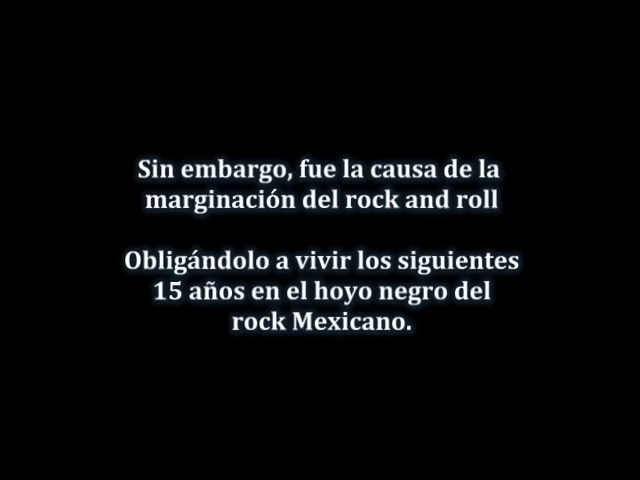 Sin embargo, fue la causa de la
marginación del rock and roll
Obligándolo a vivir los siguientes
15 años en el hoyo negro del
rock Mexicano.